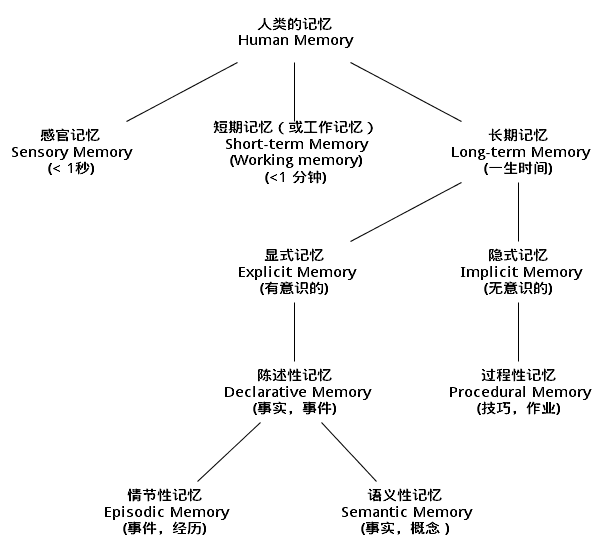 人类的记忆
Human Memory
感官记忆
Sensory Memory
(< 1秒)
短期记忆（或工作记忆）
Short-term Memory
(Working memory)
(<1 分钟)
长期记忆
Long-term Memory
(一生时间)
显式记忆
Explicit Memory
(有意识的)
隐式记忆
Implicit Memory
(无意识的)
陈述性记忆
Declarative Memory
(事实，事件)
过程性记忆
Procedural Memory
(技巧，作业)
情节性记忆
Episodic Memory
(事件，经历)
语义性记忆
Semantic Memory
(事实，概念 )